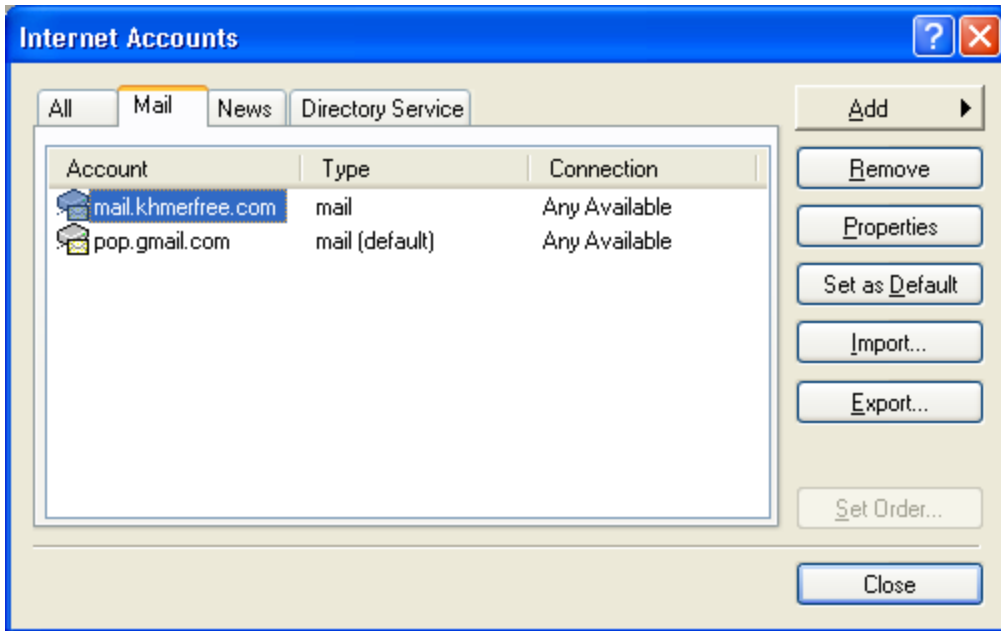 Internet Accounts
All Mail News Directory Service
Account Type Connection
mail.khmerfree.com mail Any Available
pop.gmail.com mail (default) Any Available
Add
Remove
Properties
Set as Default
Import...
Export...
Set Order...
Close